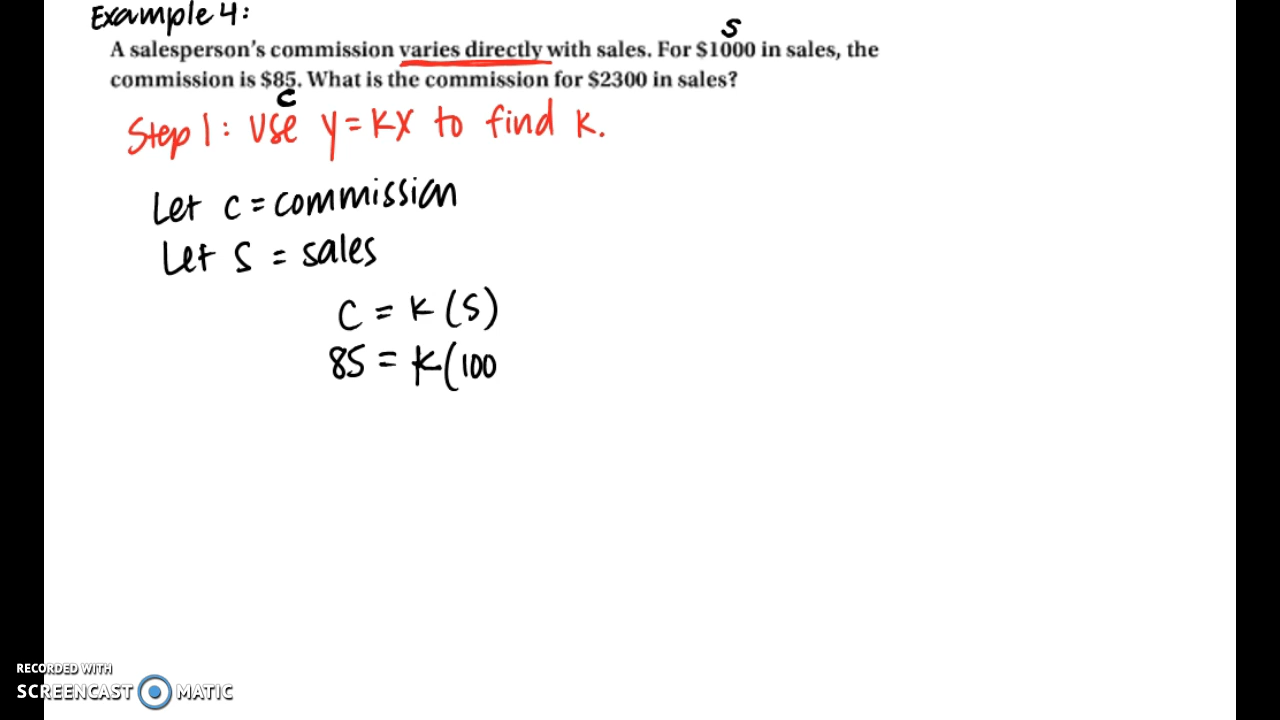 Example 4:
S
A salesperson's commission varies directly with sales. For $1000 in sales, the
commission is $85. What is the commission for $2300 in sales?
C
Step 1: Use y = kx to find k.
Let c = commission
Let S = sales
C = k (S)
85 = k(100
RECORDED WITH
SCREENCAST MATIC